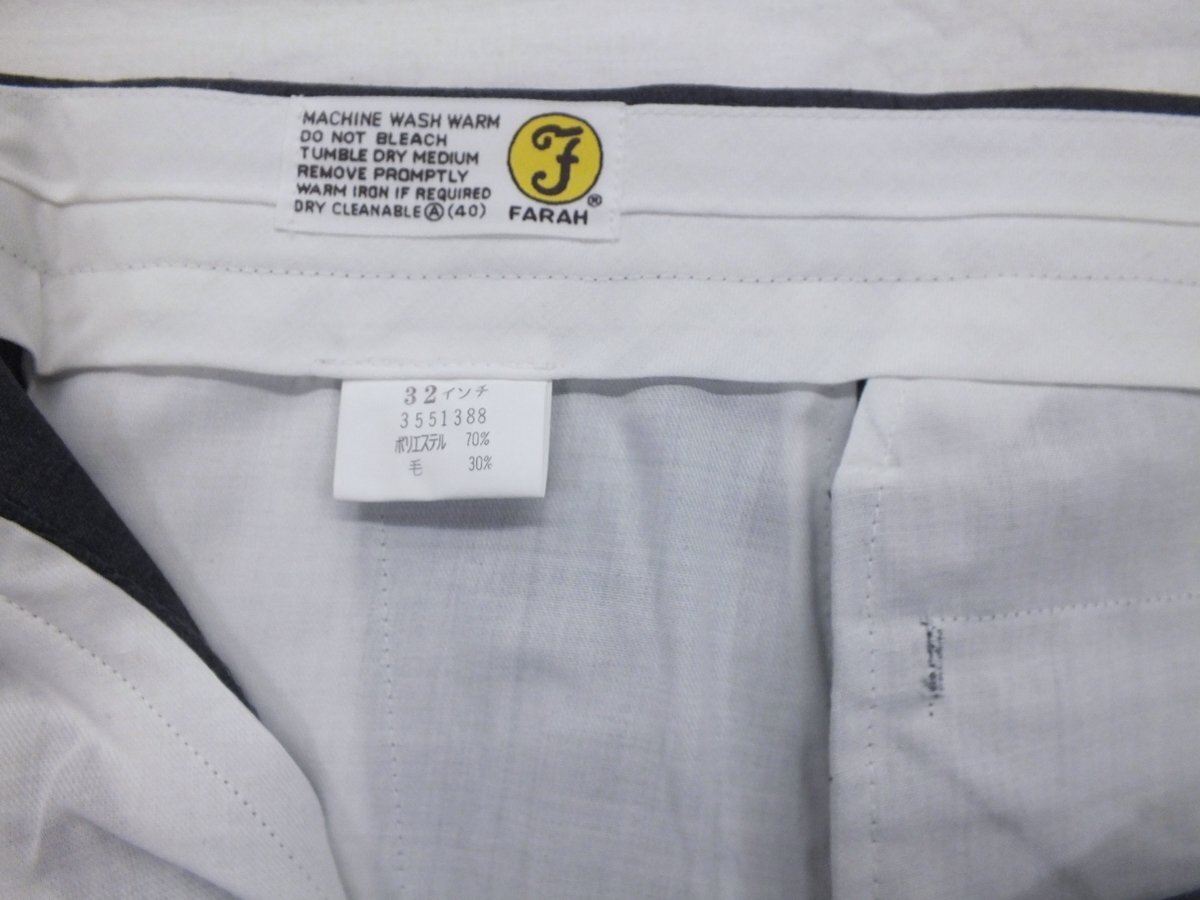 MACHINE WASH WARM
DO NOT BLEACH
TUMBLE DRY MEDIUM
REMOVE PROMPTLY
WARM IRON IF REQUIRED
DRY CLEANABLE Ⓐ (40)
F
FARAH®
32インチ
3551388
ポリエステル 70%
毛 30%